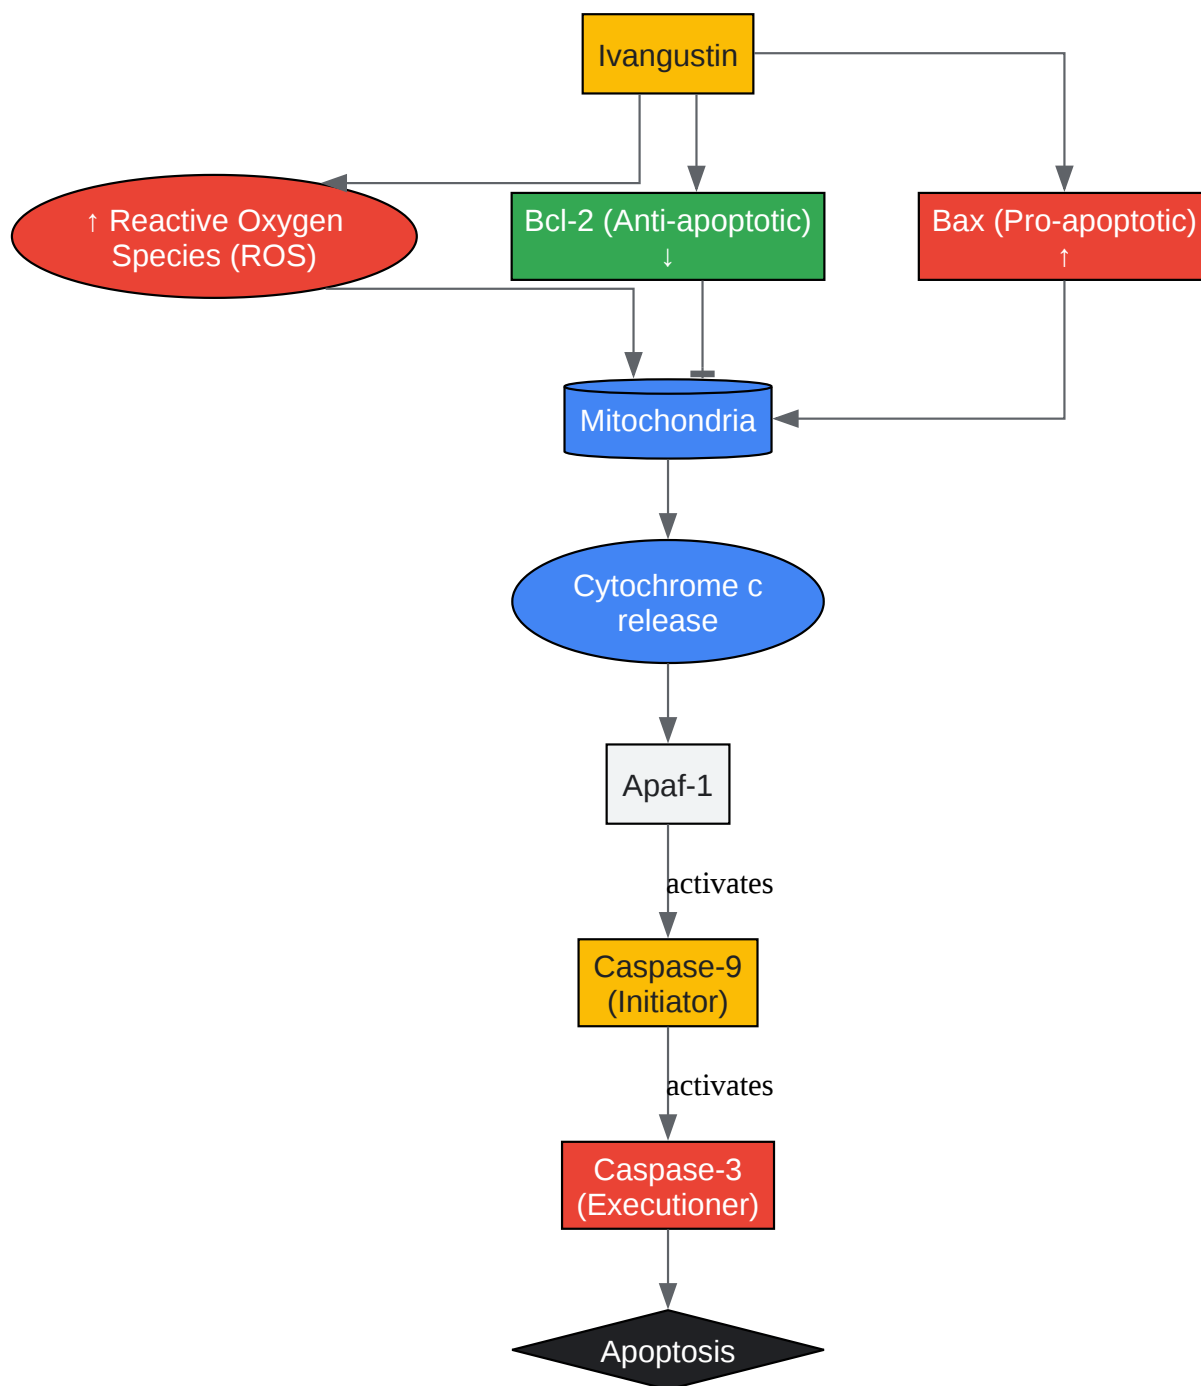 Ivangustin
↑ Reactive Oxygen
Species (ROS)
Bcl-2 (Anti-apoptotic)
↓
Bax (Pro-apoptotic)
↑
Mitochondria
Cytochrome c
release
Apaf-1
activates
Caspase-9
(Initiator)
activates
Caspase-3
(Executioner)
Apoptosis